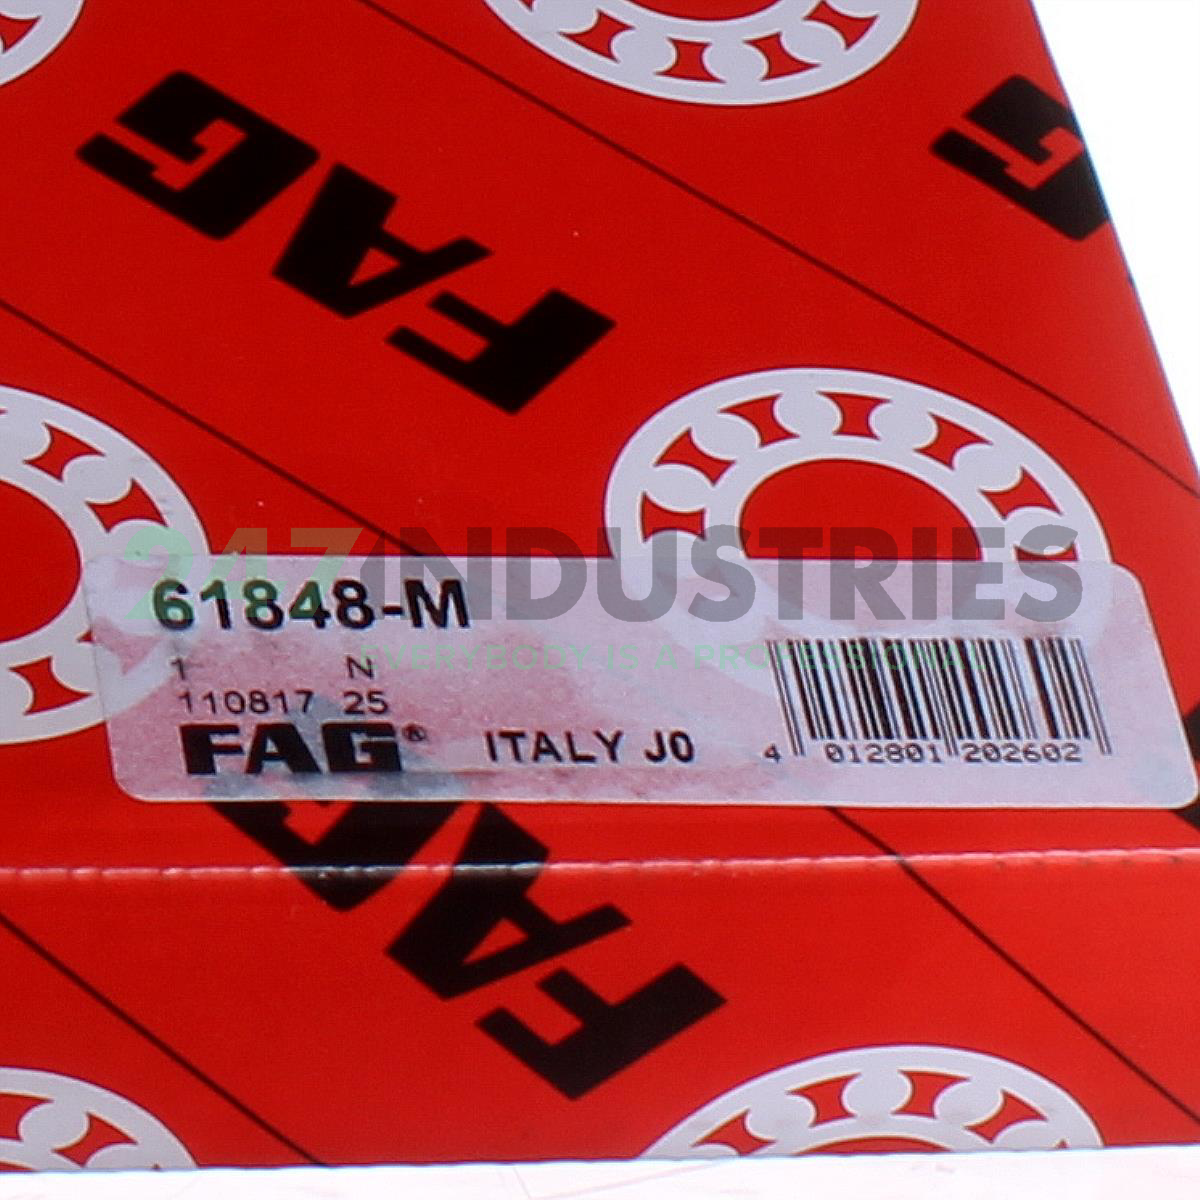 FAG
G
FAG
247INDUSTRIES
61848-M
EVERYBODY IS A PROFESSIONAL
1 N
110817 25
FAG® ITALY J0
4 012801 202602
FAG